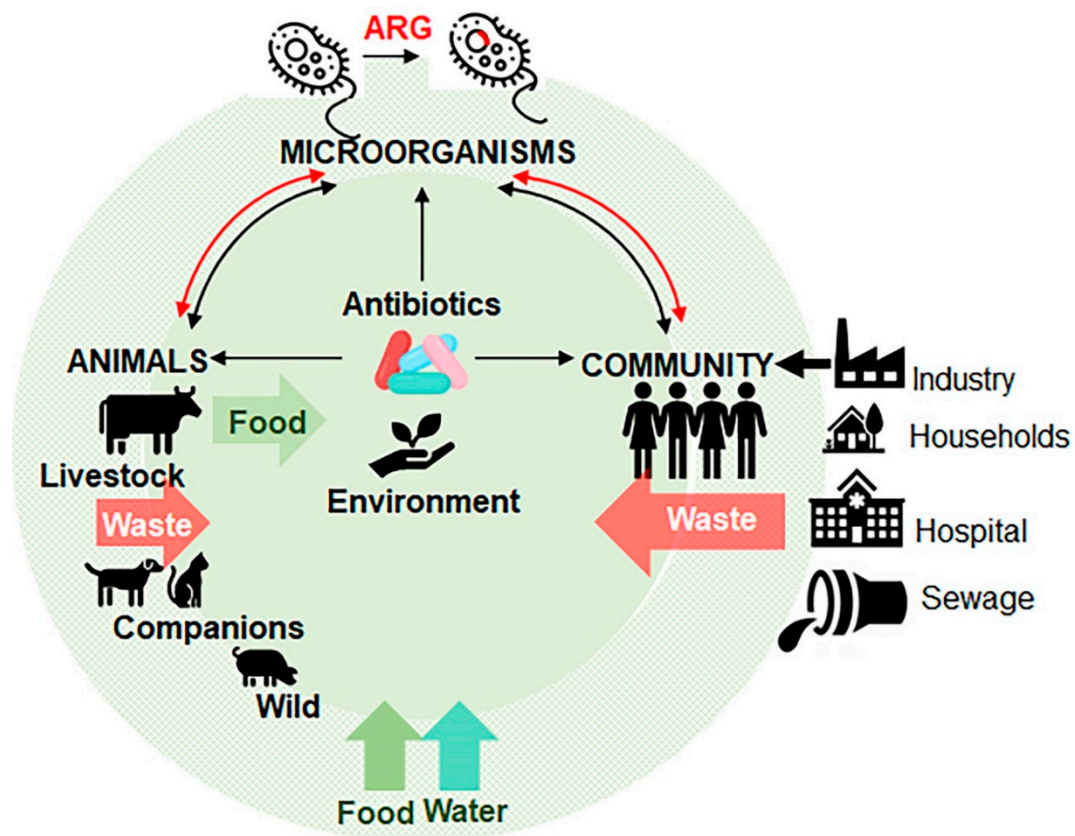 ARG
MICROORGANISMS
Antibiotics
ANIMALS
COMMUNITY
Industry
Food
Households
Livestock
Environment
Waste
Waste
Hospital
Sewage
Companions
Wild
Food Water